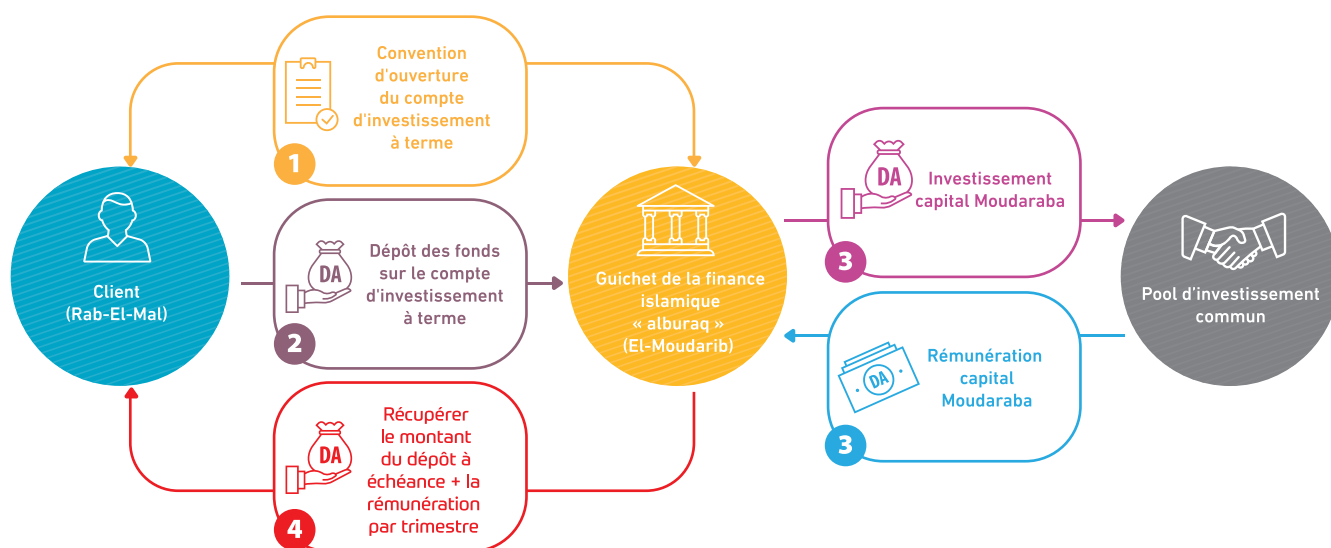 Convention
d'ouverture
du compte
d'investissement
à terme
1
Client
(Rab-El-Mal)
DA
Dépôt des fonds
sur le compte
d'investissement
à terme
2
Guichet de la finance
islamique
« alburaq »
(El-Moudarib)
DA
Investissement
capital Moudaraba
3
Pool d'investissement
commun
DA
Rémunération
capital
Moudaraba
3
DA
Récupérer
le montant
du dépôt à
échéance + la
rémunération
par trimestre
4